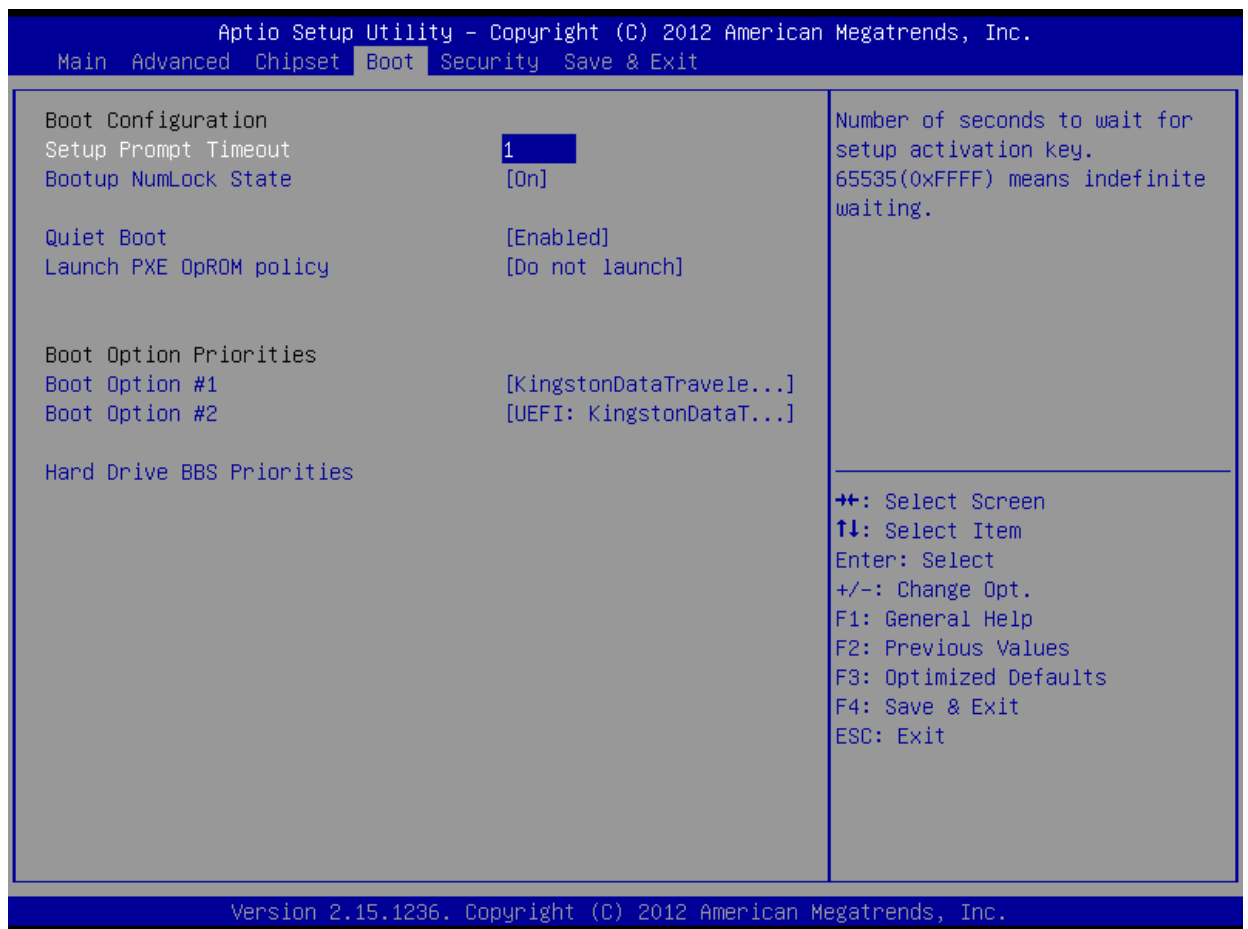 Aptio Setup Utility – Copyright (C) 2012 American Megatrends, Inc.
Main Advanced Chipset Boot Security Save & Exit
Boot Configuration
Setup Prompt Timeout 1
Bootup NumLock State [On]
Quiet Boot [Enabled]
Launch PXE OpROM policy [Do not launch]
Boot Option Priorities
Boot Option #1 [KingstonDataTravele...]
Boot Option #2 [UEFI: KingstonDataT...]
Hard Drive BBS Priorities
Number of seconds to wait for
setup activation key.
65535(0xFFFF) means indefinite
waiting.
→←: Select Screen
↑↓: Select Item
Enter: Select
+/-: Change Opt.
F1: General Help
F2: Previous Values
F3: Optimized Defaults
F4: Save & Exit
ESC: Exit
Version 2.15.1236. Copyright (C) 2012 American Megatrends, Inc.